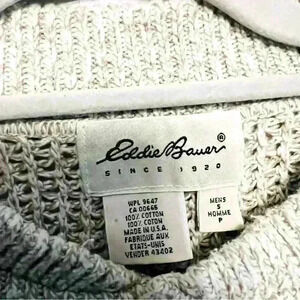 Eddie Bauer®
SINCE 1920
WPL 9647
CA 00665
100% COTTON
100% COTON
MADE IN U.S.A.
FABRIQUE AUX
ETATS-UNIS
VENDER 43402
MENS
S
HOMME
P